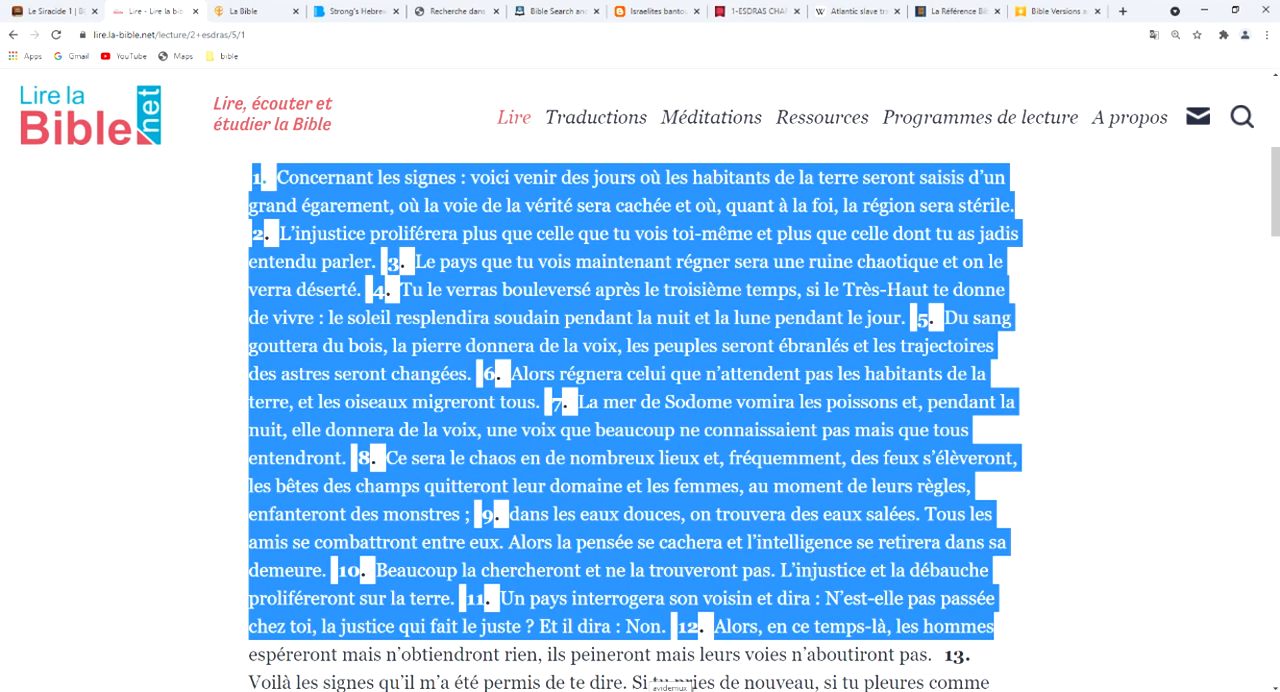 Le Siracide 1 | B
Lire - Lire la bib
La Bible
Strong's Hebre
Recherche dans
Bible Search and
Israelites banto
1-ESDRAS CHA
Atlantic slave tra
La Référence Bi
Bible Versions a
lire.la-bible.net/lecture/2+esdras/5/1
Apps Gmail YouTube Maps bible
Lire la
Bible.net
Lire, écouter et
étudier la Bible
Lire Traductions Méditations Ressources Programmes de lecture A propos
1. Concernant les signes : voici venir des jours où les habitants de la terre seront saisis d’un
grand égarement, où la voie de la vérité sera cachée et où, quant à la foi, la région sera stérile.
2. L’injustice proliférera plus que celle que tu vois toi-même et plus que celle dont tu as jadis
entendu parler. 3. Le pays que tu vois maintenant régner sera une ruine chaotique et on le
verra déserté. 4. Tu le verras bouleversé après le troisième temps, si le Très-Haut te donne
de vivre : le soleil resplendira soudain pendant la nuit et la lune pendant le jour. 5. Du sang
gouttera du bois, la pierre donnera de la voix, les peuples seront ébranlés et les trajectoires
des astres seront changées. 6. Alors régnera celui que n’attendent pas les habitants de la
terre, et les oiseaux migreront tous. 7. La mer de Sodome vomira les poissons et, pendant la
nuit, elle donnera de la voix, une voix que beaucoup ne connaissaient pas mais que tous
entendront. 8. Ce sera le chaos en de nombreux lieux et, fréquemment, des feux s’élèveront,
les bêtes des champs quitteront leur domaine et les femmes, au moment de leurs règles,
enfanteront des monstres ; 9. dans les eaux douces, on trouvera des eaux salées. Tous les
amis se combattront entre eux. Alors la pensée se cachera et l’intelligence se retirera dans sa
demeure. 10. Beaucoup la chercheront et ne la trouveront pas. L’injustice et la débauche
proliféreront sur la terre. 11. Un pays interrogera son voisin et dira : N’est-elle pas passée
chez toi, la justice qui fait le juste ? Et il dira : Non. 12. Alors, en ce temps-là, les hommes
espéreront mais n’obtiendront rien, ils peineront mais leurs voies n’aboutiront pas. 13.
Voilà les signes qu’il m’a été permis de te dire. Si tu pries de nouveau, si tu pleures comme
avidemux